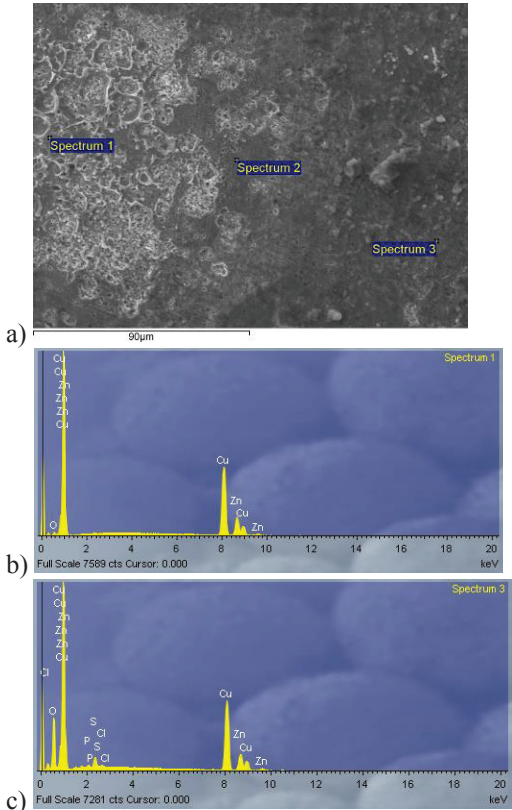 Spectrum 1
Spectrum 2
Spectrum 3
a)
90µm
Spectrum 1
Cu
Cu
Zn
Zn
Zn
Cu
Cu
Zn
Cu
O
Zn
0 2 4 6 8 10 12 14 16 18 20
b)
Full Scale 7589 cts Cursor: 0.000 keV
Spectrum 3
Cu
Cu
Zn
Zn
Zn
Cu
Cl
Cu
O
S
Cl
Zn
P
S
Cu
P
Cl
Zn
0 2 4 6 8 10 12 14 16 18 20
c)
Full Scale 7281 cts Cursor: 0.000 keV